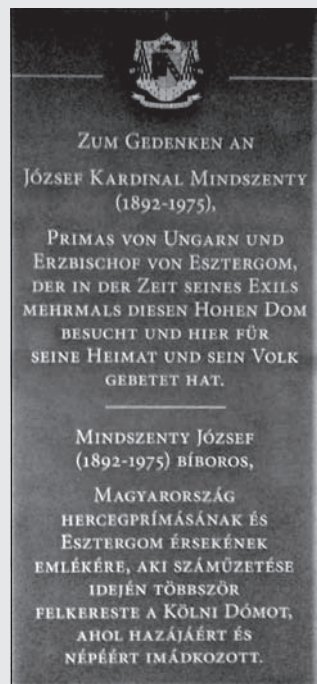 ZUM GEDENKEN AN
JÓZSEF KARDINAL MINDSZENTY
(1892-1975),
PRIMAS VON UNGARN UND
ERZBISCHOF VON ESZTERGOM,
DER IN DER ZEIT SEINES EXILS
MEHRMALS DIESEN HOHEN DOM
BESUCHT UND HIER FÜR
SEINE HEIMAT UND SEIN VOLK
GEBETET HAT.
MINDSZENTY JÓZSEF
(1892-1975) BÍBOROS,
MAGYARORSZÁG
HERCEGPRÍMÁSÁNAK ÉS
ESZTERGOM ÉRSEKÉNEK
EMLÉKÉRE, AKI SZÁMŰZETÉSE
IDEJÉN TÖBBSZÖR
FELKERESTE A KÖLNI DÓMOT,
AHOL HAZÁJÁÉRT ÉS
NÉPÉÉRT IMÁDKOZOTT.